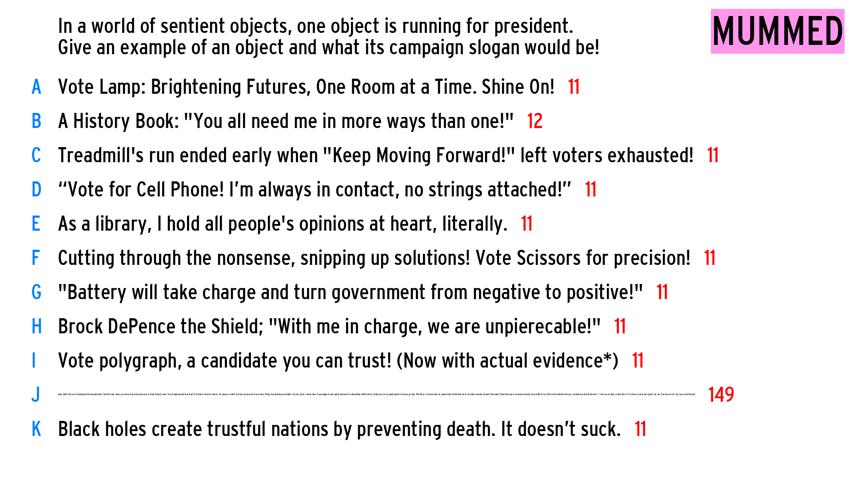 In a world of sentient objects, one object is running for president.
Give an example of an object and what its campaign slogan would be!
MUMMED
A Vote Lamp: Brightening Futures, One Room at a Time. Shine On! 11
B A History Book: "You all need me in more ways than one!" 12
C Treadmill's run ended early when "Keep Moving Forward!" left voters exhausted! 11
D “Vote for Cell Phone! I’m always in contact, no strings attached!” 11
E As a library, I hold all people's opinions at heart, literally. 11
F Cutting through the nonsense, snipping up solutions! Vote Scissors for precision! 11
G "Battery will take charge and turn government from negative to positive!" 11
H Brock DePence the Shield; "With me in charge, we are unpierecable!" 11
I Vote polygraph, a candidate you can trust! (Now with actual evidence*) 11
J 149
K Black holes create trustful nations by preventing death. It doesn’t suck. 11